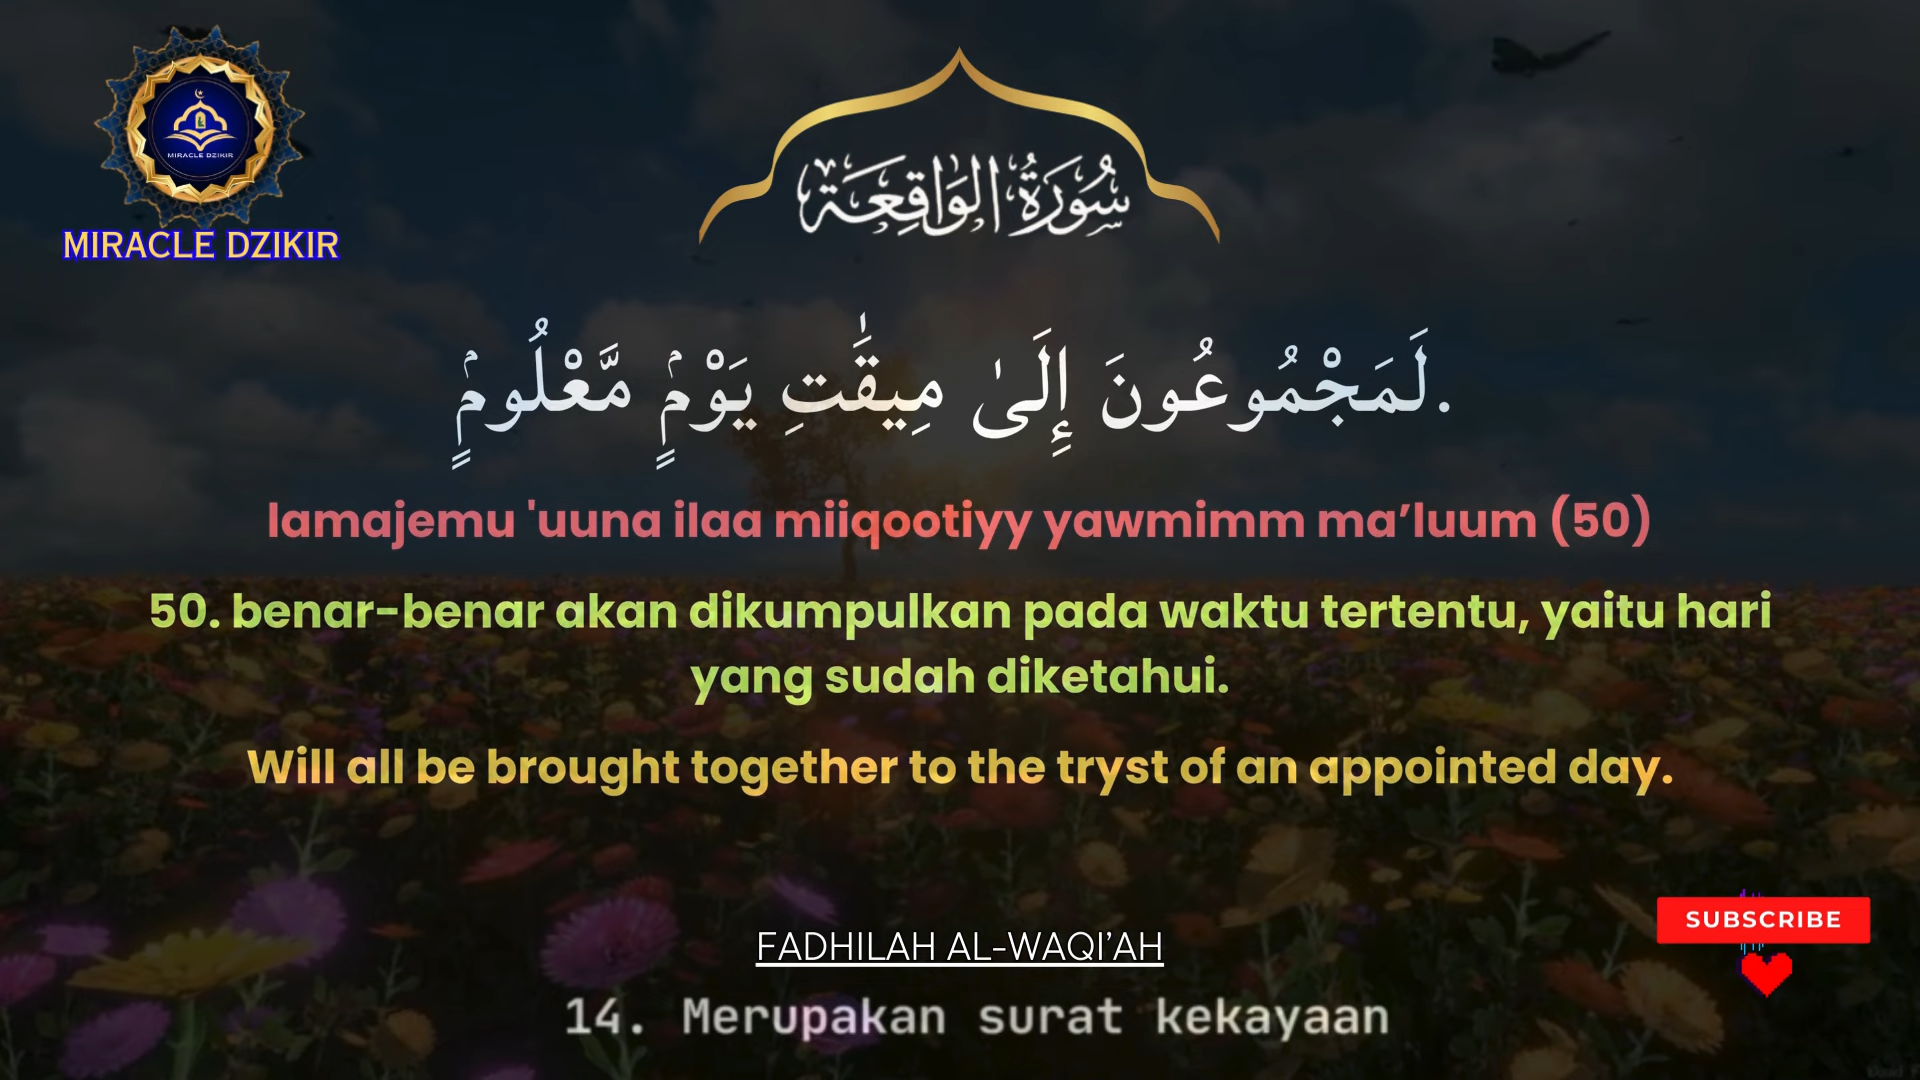 MIRACLE DZIKIR
MIRACLE DZIKIR
سُورَةُ الوَاقِعَة
لَمَجْمُوعُونَ إِلَىٰ مِيقَٰتِ يَوْمٍۢ مَّعْلُومٍۢ.
lamajemu 'uuna ilaa miiqootiyy yawmimm ma’luum (50)
50. benar-benar akan dikumpulkan pada waktu tertentu, yaitu hari
yang sudah diketahui.
Will all be brought together to the tryst of an appointed day.
SUBSCRIBE
FADHILAH AL-WAQI’AH
14. Merupakan surat kekayaan